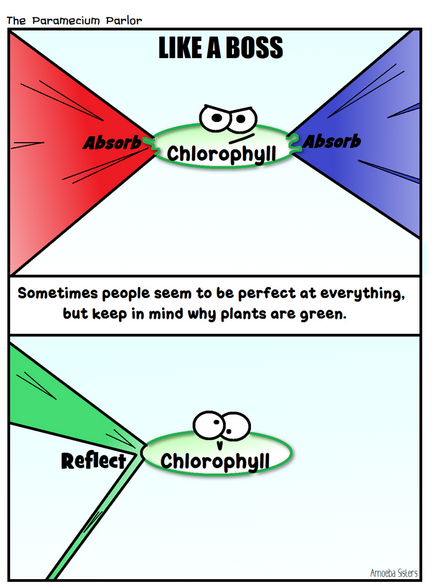 The Paramecium Parlor
LIKE A BOSS
Absorb
Chlorophyll
Absorb
Sometimes people seem to be perfect at everything,
but keep in mind why plants are green.
Reflect
Chlorophyll
Amoeba Sisters